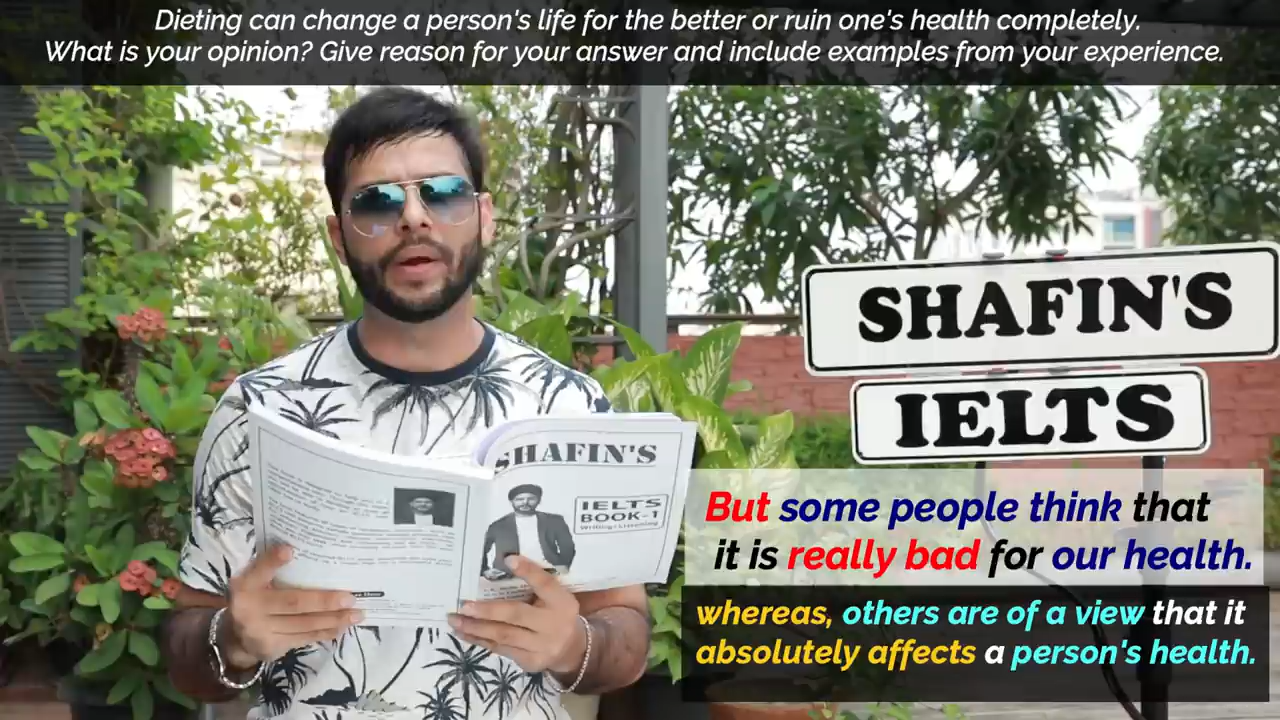 Dieting can change a person's life for the better or ruin one's health completely.
What is your opinion? Give reason for your answer and include examples from your experience.
SHAFIN'S
IELTS
SHAFIN'S
IELTS
BOOK-1
Writing+Listening
But some people think that
it is really bad for our health.
whereas, others are of a view that it
absolutely affects a person's health.